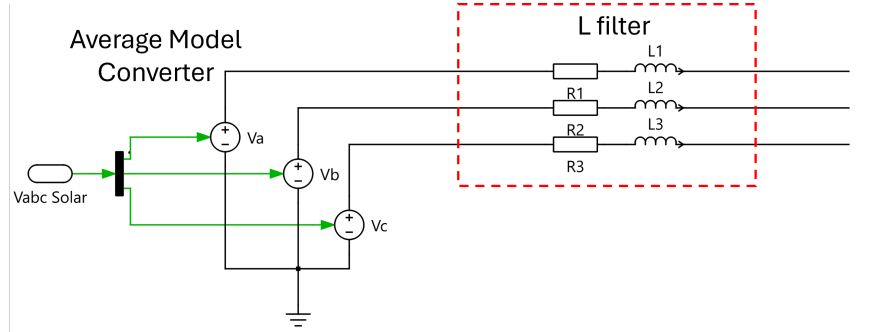 Average Model
Converter
L filter
L1
R1
L2
R2
L3
R3
Va
Vb
Vc
Vabc Solar